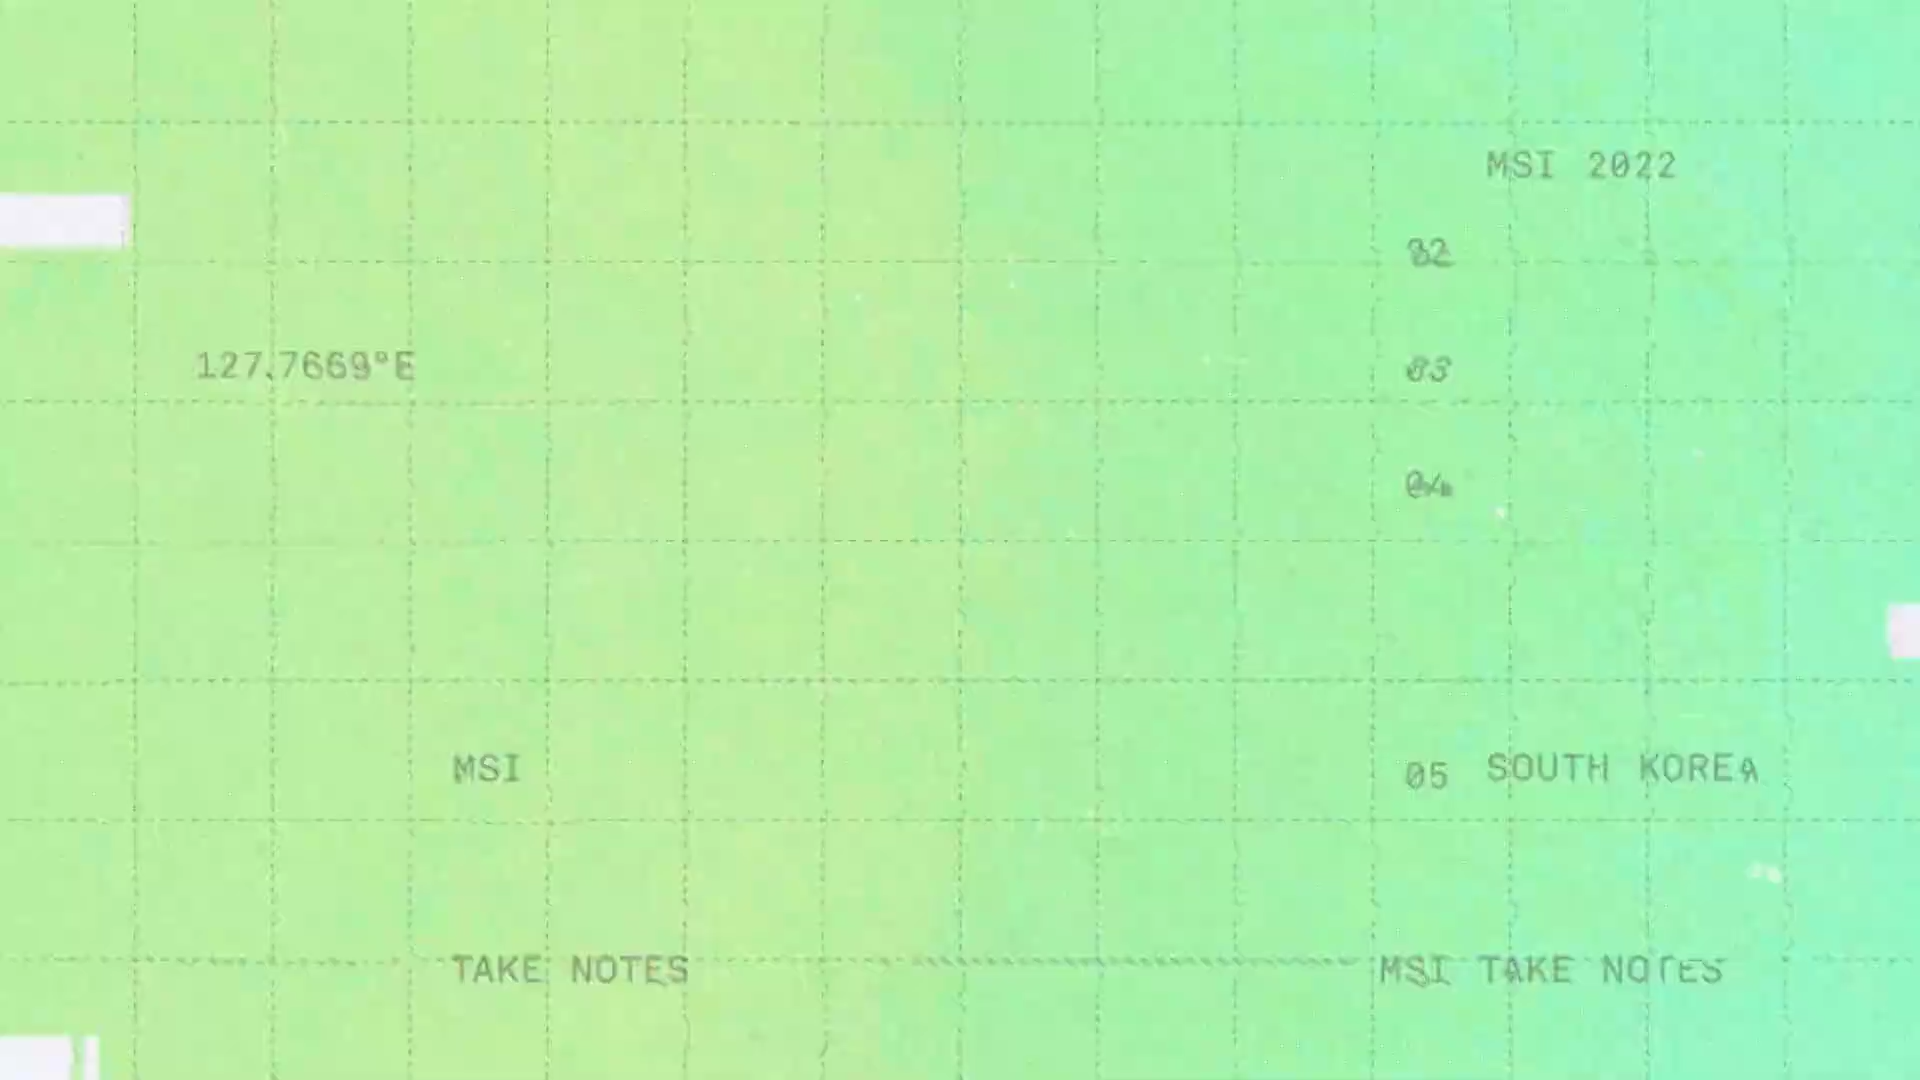 MSI 2022
02
127.7669°E
03
04
MSI
05 SOUTH KOREA
TAKE NOTES
MSI TAKE NOTES